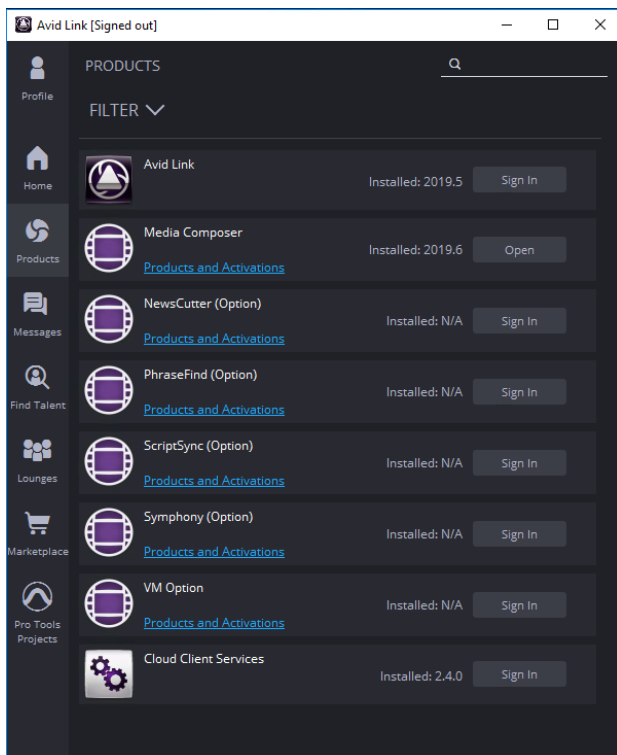 Avid Link [Signed out]
Profile
Home
Products
Messages
Find Talent
Lounges
Marketplace
Pro Tools
Projects
PRODUCTS
FILTER
Avid Link
Installed: 2019.5
Sign In
Media Composer
Products and Activations
Installed: 2019.6
Open
NewsCutter (Option)
Products and Activations
Installed: N/A
Sign In
PhraseFind (Option)
Products and Activations
Installed: N/A
Sign In
ScriptSync (Option)
Products and Activations
Installed: N/A
Sign In
Symphony (Option)
Products and Activations
Installed: N/A
Sign In
VM Option
Products and Activations
Installed: N/A
Sign In
Cloud Client Services
Installed: 2.4.0
Sign In